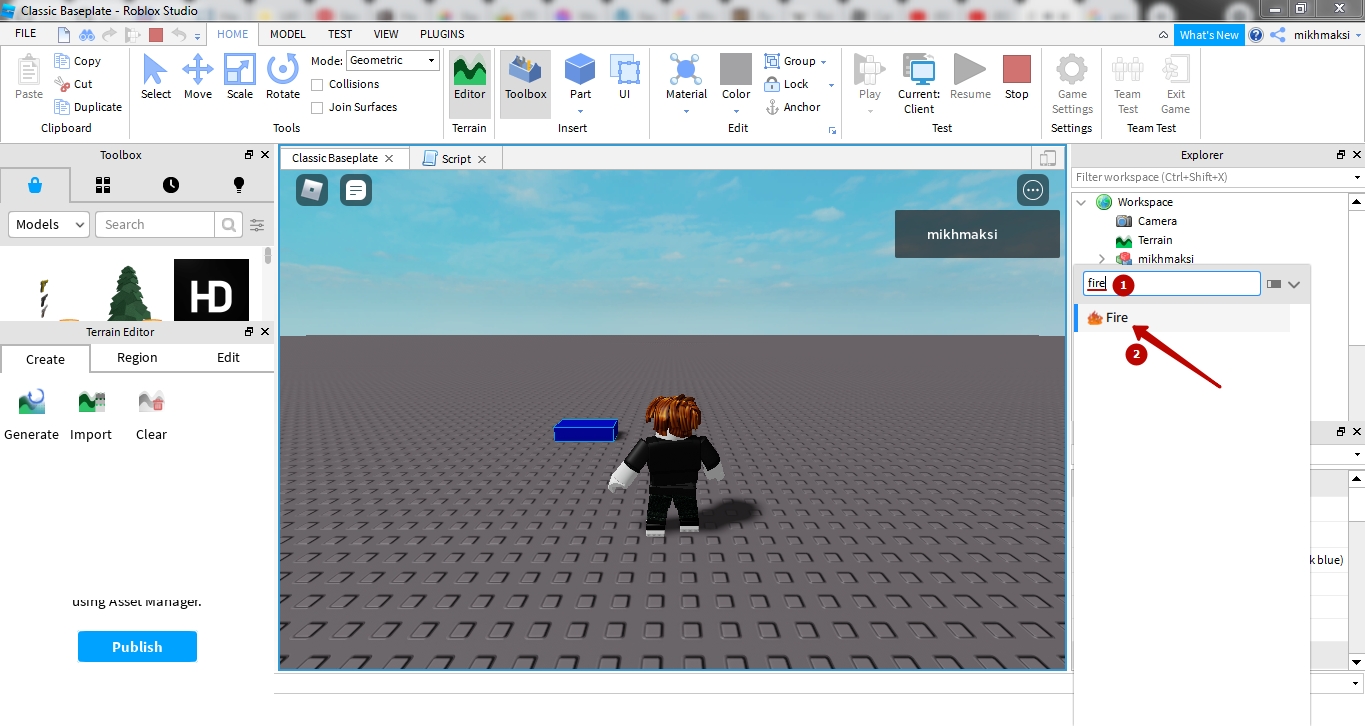 Classic Baseplate - Roblox Studio
FILE HOME MODEL TEST VIEW PLUGINS What's New mikhmaksi
Paste Copy Cut Duplicate
Clipboard
Select Move Scale Rotate
Mode: Geometric
Collisions
Join Surfaces
Tools
Editor
Terrain
Toolbox Part UI
Insert
Material Color
Group
Lock
Anchor
Edit
Play Current: Client Resume Stop
Test
Game Settings
Settings
Team Test Exit Game
Team Test
Toolbox
Models Search
HD
Terrain Editor
Create Region Edit
Generate Import Clear
using Asset Manager.
Publish
Classic Baseplate Script
mikhmaksi
Explorer
Filter workspace (Ctrl+Shift+X)
Workspace
Camera
Terrain
mikhmaksi
fire 1
Fire
2
k blue)